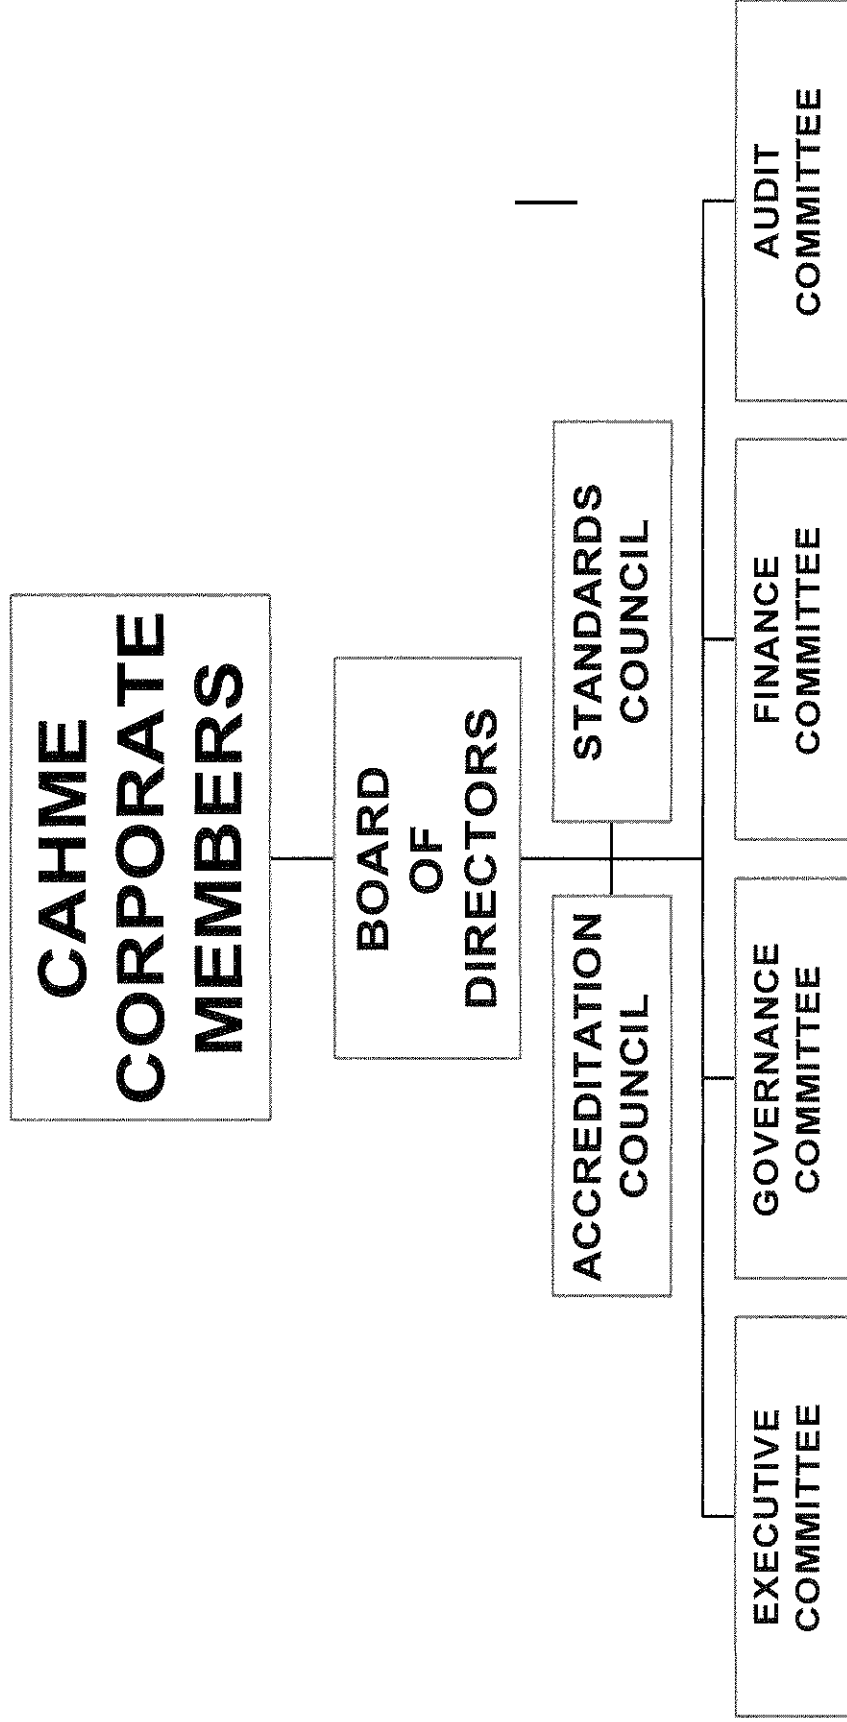 CAHME
CORPORATE
MEMBERS
BOARD
OF
DIRECTORS
ACCREDITATION
COUNCIL
STANDARDS
COUNCIL
EXECUTIVE
COMMITTEE
GOVERNANCE
COMMITTEE
FINANCE
COMMITTEE
AUDIT
COMMITTEE